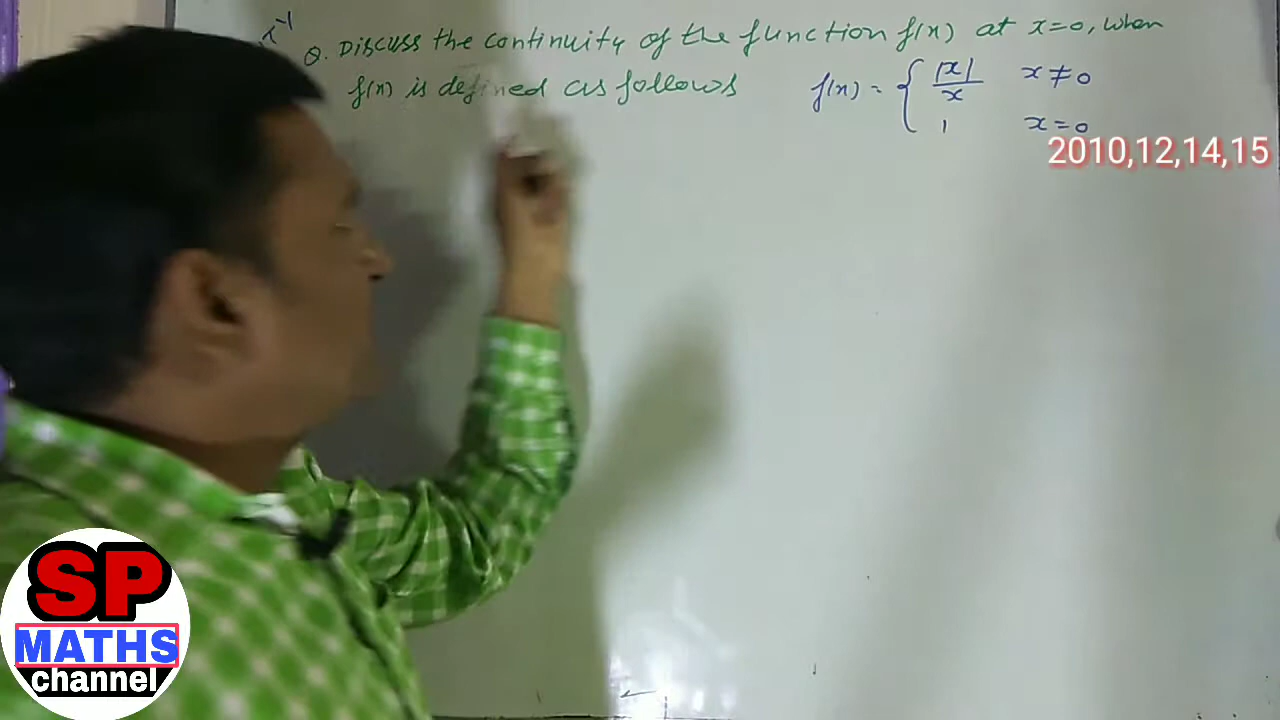 x⁻¹
Q. Discuss the continuity of the function f(x) at x=0, when
f(x) is defined as follows f(x) = { |x|/x x ≠ 0
1 x = 0
2010,12,14,15
SP
MATHS
channel